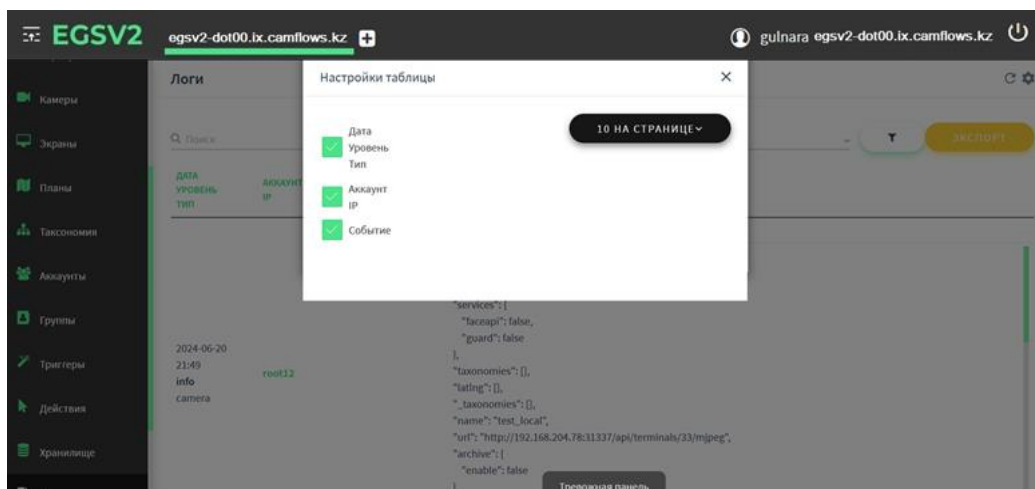 EGSV2
egsv2-dot00.ix.camflows.kz
gulnara egsv2-dot00.ix.camflows.kz
Камеры
Экраны
Планы
Таксономия
Аккаунты
Группы
Триггеры
Действия
Хранилище
Логи
Поиск
ЭКСПОРТ
ДАТА
УРОВЕНЬ
ТИП
АККАУНТ
IP
Настройки таблицы
Дата
Уровень
Тип
Аккаунт
IP
Событие
10 НА СТРАНИЦЕ
2024-06-20
21:49
info
camera
root12
"services": {
"faceapi": false,
"guard": false
},
"taxonomies": [],
"latlng": [],
"_taxonomies": [],
"name": "test_local",
"url": "http://192.168.204.78:31337/api/terminals/33/mjpeg",
"archive": {
"enable": false
Тревожная панель